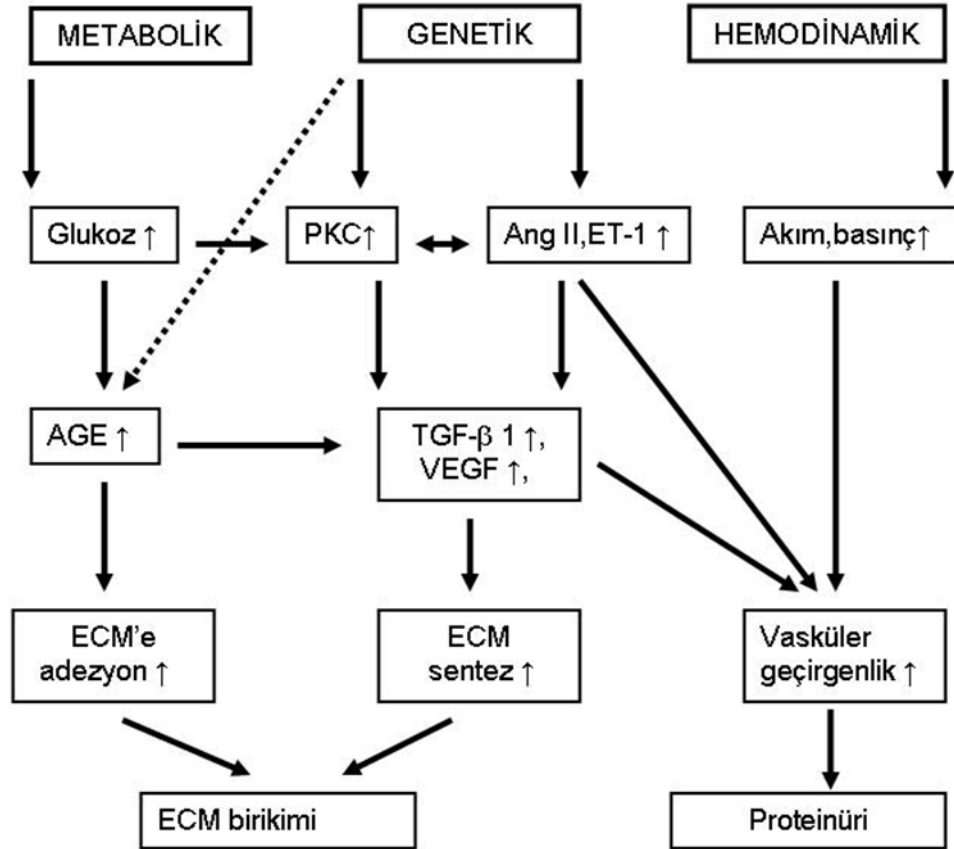 METABOLİK
GENETİK
HEMODİNAMİK
Glukoz ↑
PKC↑
Ang II,ET-1 ↑
Akım,basınç↑
AGE ↑
TGF-β 1 ↑,
VEGF ↑,
ECM'e
adezyon ↑
ECM
sentez ↑
Vasküler
geçirgenlik ↑
ECM birikimi
Proteinüri